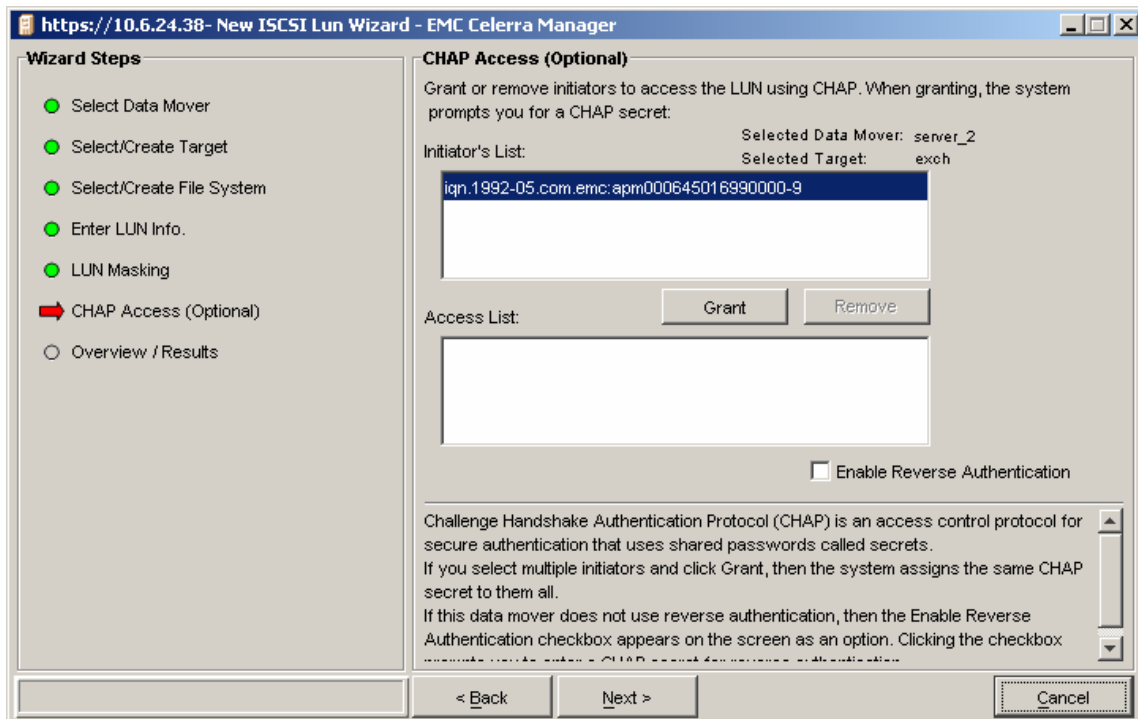 https://10.6.24.38- New ISCSI Lun Wizard - EMC Celerra Manager
Wizard Steps
Select Data Mover
Select/Create Target
Select/Create File System
Enter LUN Info.
LUN Masking
CHAP Access (Optional)
Overview / Results
CHAP Access (Optional)
Grant or remove initiators to access the LUN using CHAP. When granting, the system
prompts you for a CHAP secret:
Selected Data Mover: server_2
Initiator's List:
Selected Target: exch
iqn.1992-05.com.emc:apm000645016990000-9
Grant
Remove
Access List:
Enable Reverse Authentication
Challenge Handshake Authentication Protocol (CHAP) is an access control protocol for
secure authentication that uses shared passwords called secrets.
If you select multiple initiators and click Grant, then the system assigns the same CHAP
secret to them all.
If this data mover does not use reverse authentication, then the Enable Reverse
Authentication checkbox appears on the screen as an option. Clicking the checkbox
< Back
Next >
Cancel